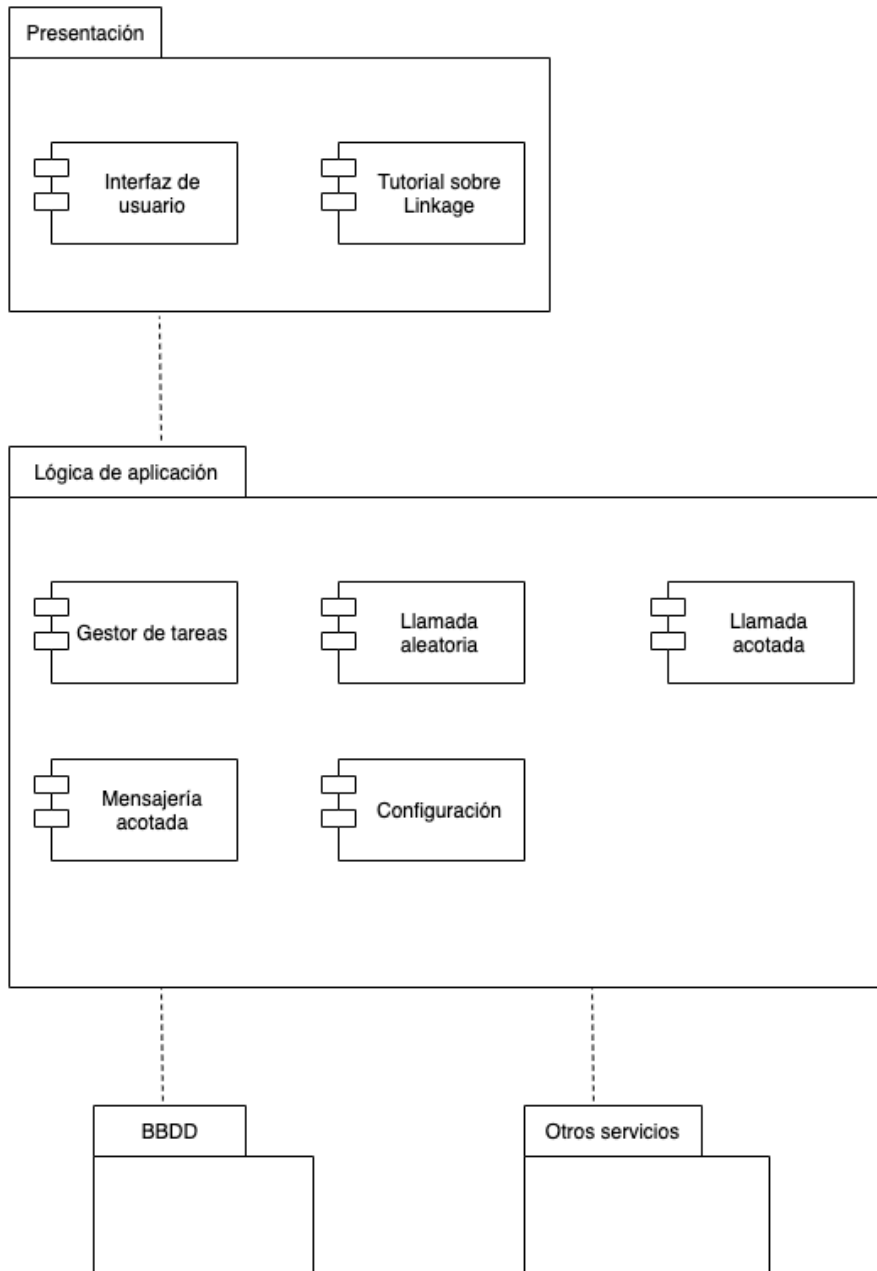 Presentación
Interfaz de
usuario
Tutorial sobre
Linkage
Lógica de aplicación
Gestor de tareas
Llamada
aleatoria
Llamada
acotada
Mensajería
acotada
Configuración
BBDD
Otros servicios